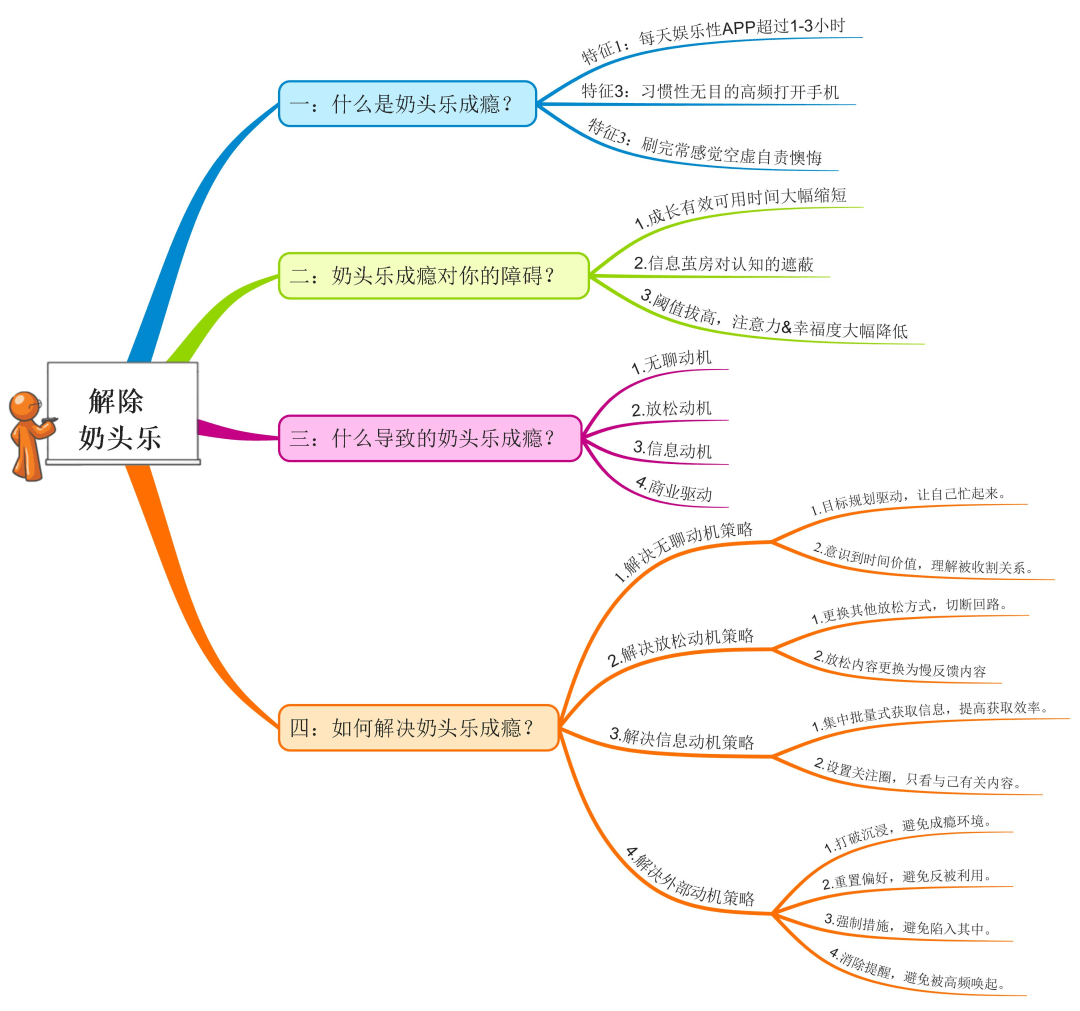 解除
奶头乐
一：什么是奶头乐成瘾？
特征1：每天娱乐性APP超过1-3小时
特征3：习惯性无目的高频打开手机
特征3：刷完常感觉空虚自责懊悔
二：奶头乐成瘾对你的障碍？
1.成长有效可用时间大幅缩短
2.信息茧房对认知的遮蔽
3.阈值拔高，注意力&幸福度大幅降低
三：什么导致的奶头乐成瘾？
1.无聊动机
2.放松动机
3.信息动机
4.商业驱动
四：如何解决奶头乐成瘾？
1.解决无聊动机策略
1.目标规划驱动，让自己忙起来。
2.意识到时间价值，理解被收割关系。
2.解决放松动机策略
1.更换其他放松方式，切断回路。
2.放松内容更换为慢反馈内容
3.解决信息动机策略
1.集中批量式获取信息，提高获取效率。
2.设置关注圈，只看与己有关内容。
4.解决外部动机策略
1.打破沉浸，避免成瘾环境。
2.重置偏好，避免反被利用。
3.强制措施，避免陷入其中。
4.消除提醒，避免被高频唤起。